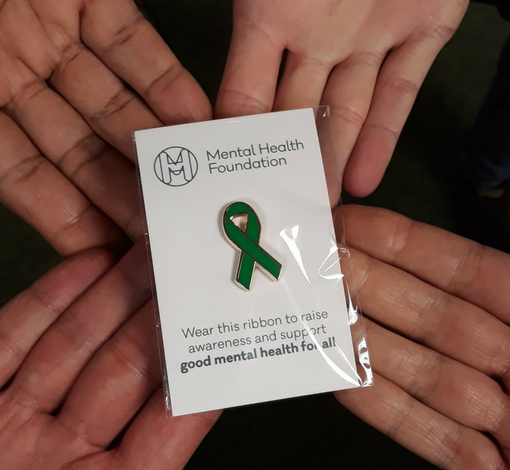 Mental Health
Foundation
Wear this ribbon to raise
awareness and support
good mental health for all